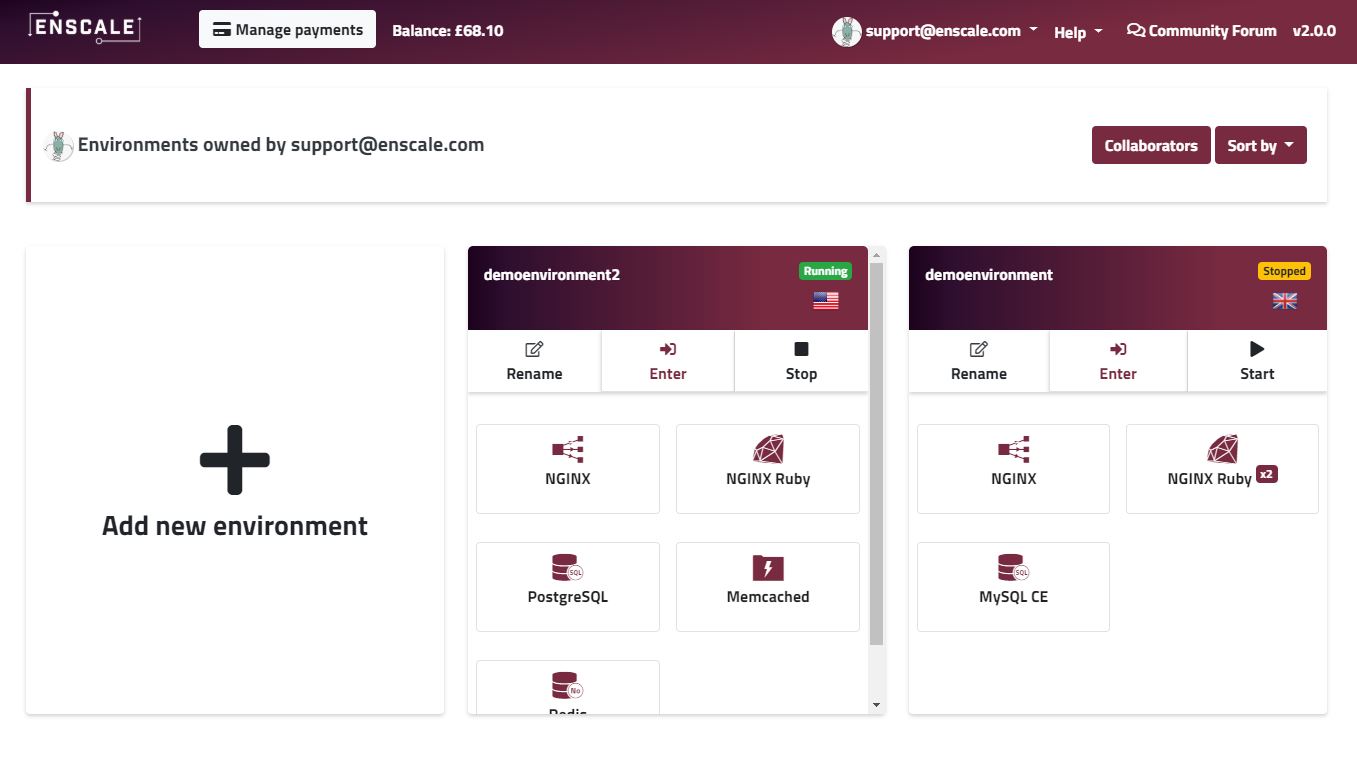 ENSCALE
Manage payments
Balance: £68.10
support@enscale.com
Help
Community Forum
v2.0.0
Environments owned by support@enscale.com
Collaborators
Sort by
Add new environment
demoenvironment2
Running
Rename
Enter
Stop
NGINX
NGINX Ruby
SQL
PostgreSQL
Memcached
No
Redis
demoenvironment
Stopped
Rename
Enter
Start
NGINX
NGINX Ruby x2
SQL
MySQL CE